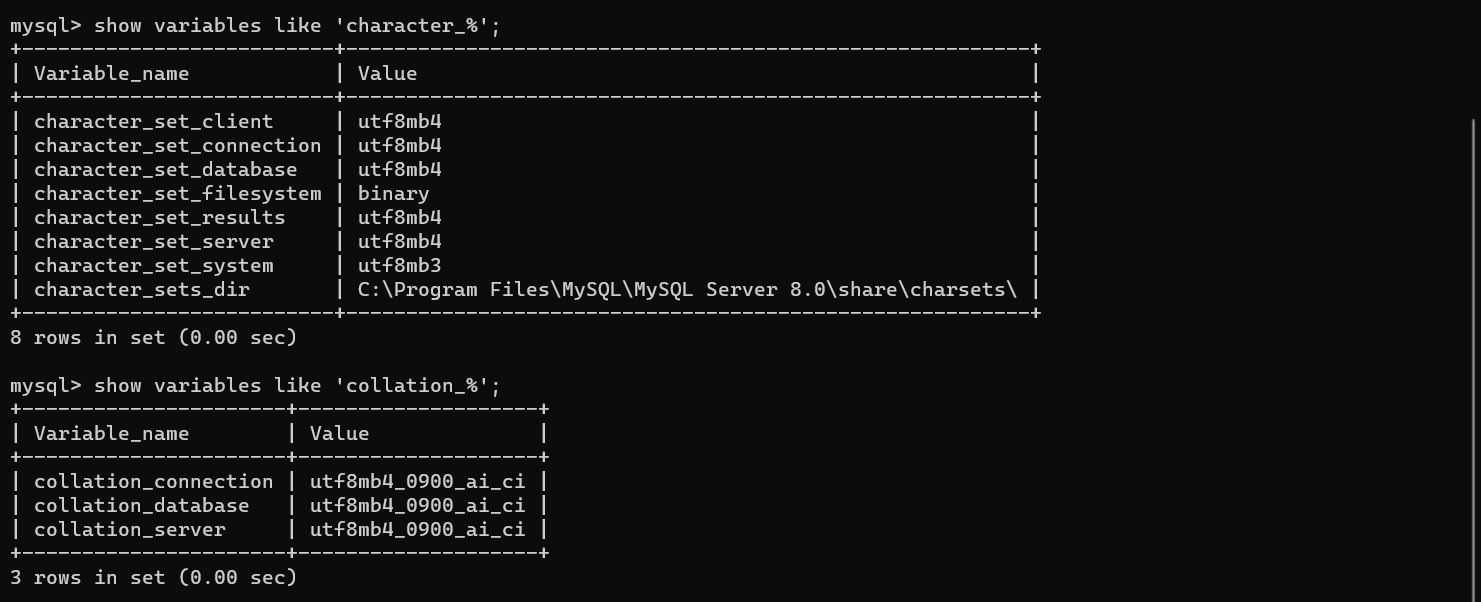 mysql> show variables like 'character_%';
+--------------------------+---------------------------------------------------------+
| Variable_name            | Value                                                   |
+--------------------------+---------------------------------------------------------+
| character_set_client     | utf8mb4                                                 |
| character_set_connection | utf8mb4                                                 |
| character_set_database   | utf8mb4                                                 |
| character_set_filesystem | binary                                                  |
| character_set_results    | utf8mb4                                                 |
| character_set_server     | utf8mb4                                                 |
| character_set_system     | utf8mb3                                                 |
| character_sets_dir       | C:\Program Files\MySQL\MySQL Server 8.0\share\charsets\ |
+--------------------------+---------------------------------------------------------+
8 rows in set (0.00 sec)

mysql> show variables like 'collation_%';
+----------------------+--------------------+
| Variable_name        | Value              |
+----------------------+--------------------+
| collation_connection | utf8mb4_0900_ai_ci |
| collation_database   | utf8mb4_0900_ai_ci |
| collation_server     | utf8mb4_0900_ai_ci |
+----------------------+--------------------+
3 rows in set (0.00 sec)